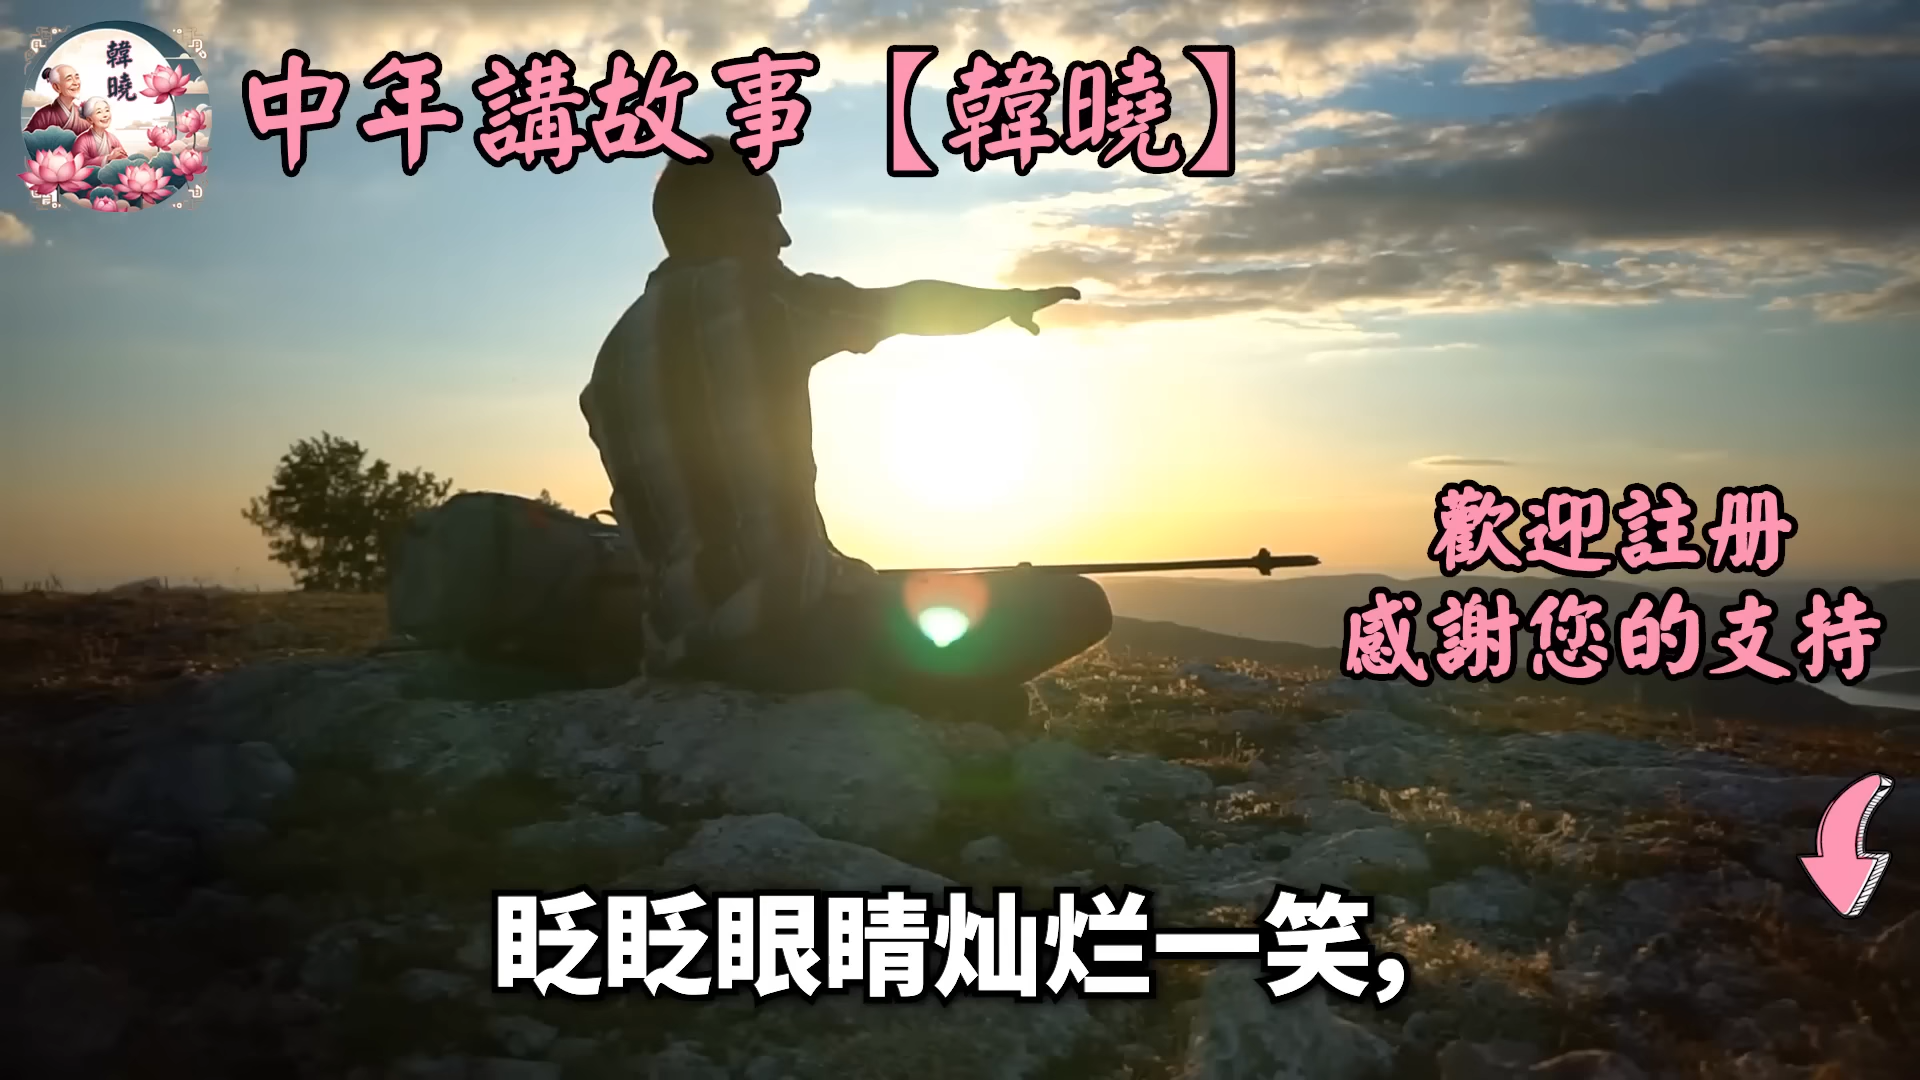 韓曉
中年講故事【韓曉】
歡迎註册
感謝您的支持
眨眨眼睛灿烂一笑,